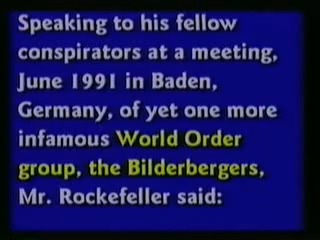 Speaking to his fellow
conspirators at a meeting,
June 1991 in Baden,
Germany, of yet one more
infamous World Order
group, the Bilderbergers,
Mr. Rockefeller said: